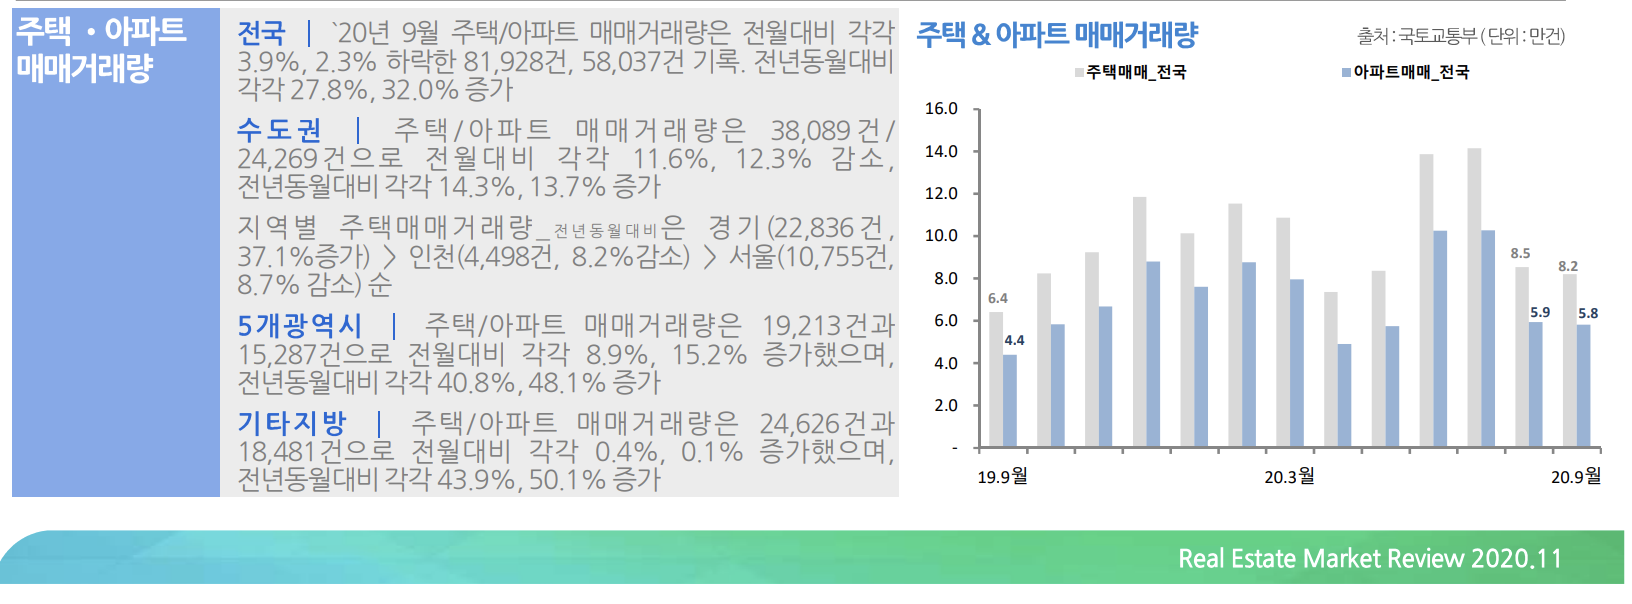 주택 · 아파트
매매거래량
전국 | `20년 9월 주택/아파트 매매거래량은 전월대비 각각
3.9%, 2.3% 하락한 81,928건, 58,037건 기록. 전년동월대비
각각 27.8%, 32.0% 증가
수도권 | 주택/아파트 매매거래량은 38,089건/
24,269건으로 전월대비 각각 11.6%, 12.3% 감소,
전년동월대비 각각 14.3%, 13.7% 증가
지역별 주택매매거래량_전년동월대비은 경기(22,836건,
37.1%증가) > 인천(4,498건, 8.2%감소) > 서울(10,755건,
8.7% 감소) 순
5개광역시 | 주택/아파트 매매거래량은 19,213건과
15,287건으로 전월대비 각각 8.9%, 15.2% 증가했으며,
전년동월대비 각각 40.8%, 48.1% 증가
기타지방 | 주택/아파트 매매거래량은 24,626건과
18,481건으로 전월대비 각각 0.4%, 0.1% 증가했으며,
전년동월대비 각각 43.9%, 50.1% 증가
주택 & 아파트 매매거래량
출처 : 국토교통부 ( 단위 : 만건)
주택매매_전국 아파트매매_전국
16.0
14.0
12.0
10.0
8.0
6.0
4.0
2.0
-
6.4
4.4
8.5
5.9
8.2
5.8
19.9월 20.3월 20.9월
Real Estate Market Review 2020.11